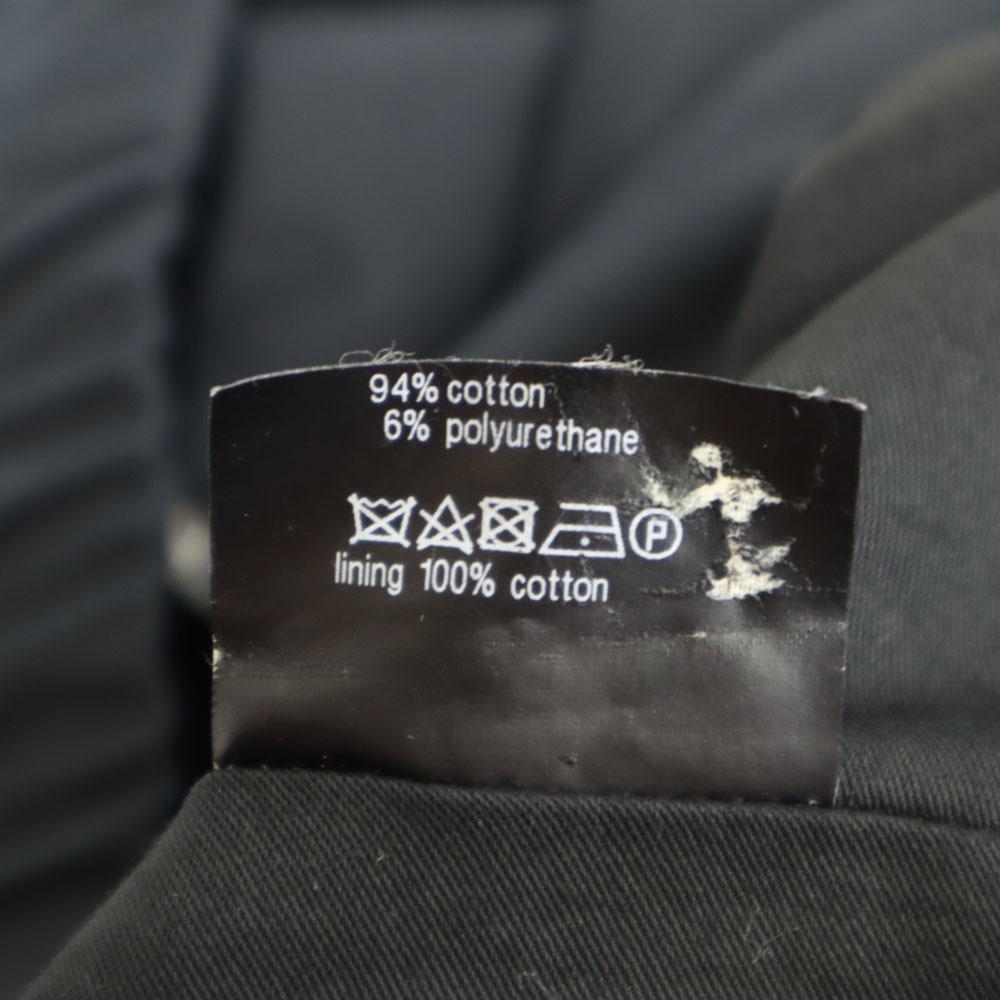 94% cotton
6% polyurethane
P
lining 100% cotton